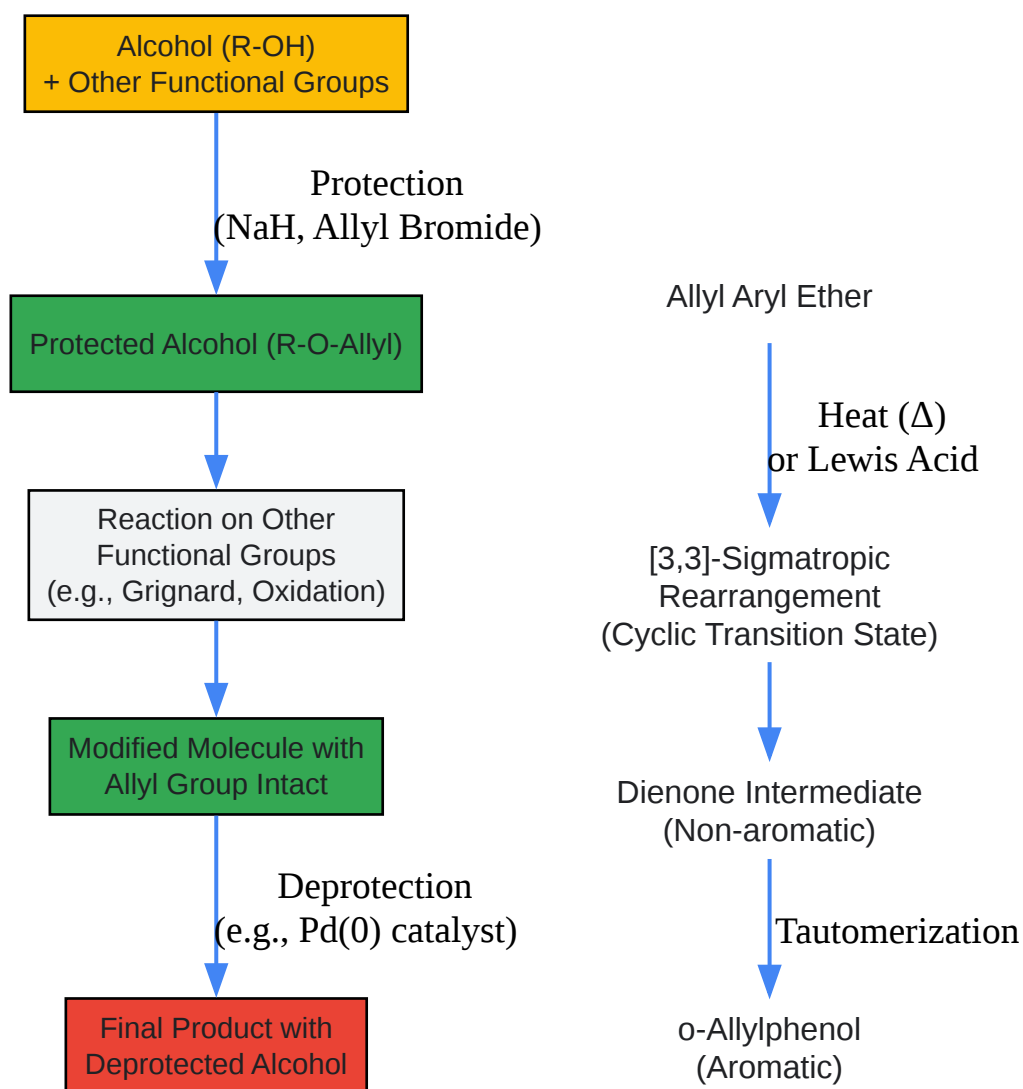 Alcohol (R-OH)
+ Other Functional Groups
Protection
(NaH, Allyl Bromide)
Protected Alcohol (R-O-Allyl)
Reaction on Other
Functional Groups
(e.g., Grignard, Oxidation)
Modified Molecule with
Allyl Group Intact
Deprotection
(e.g., Pd(0) catalyst)
Final Product with
Deprotected Alcohol
Allyl Aryl Ether
Heat (Δ)
or Lewis Acid
[3,3]-Sigmatropic
Rearrangement
(Cyclic Transition State)
Dienone Intermediate
(Non-aromatic)
Tautomerization
o-Allylphenol
(Aromatic)